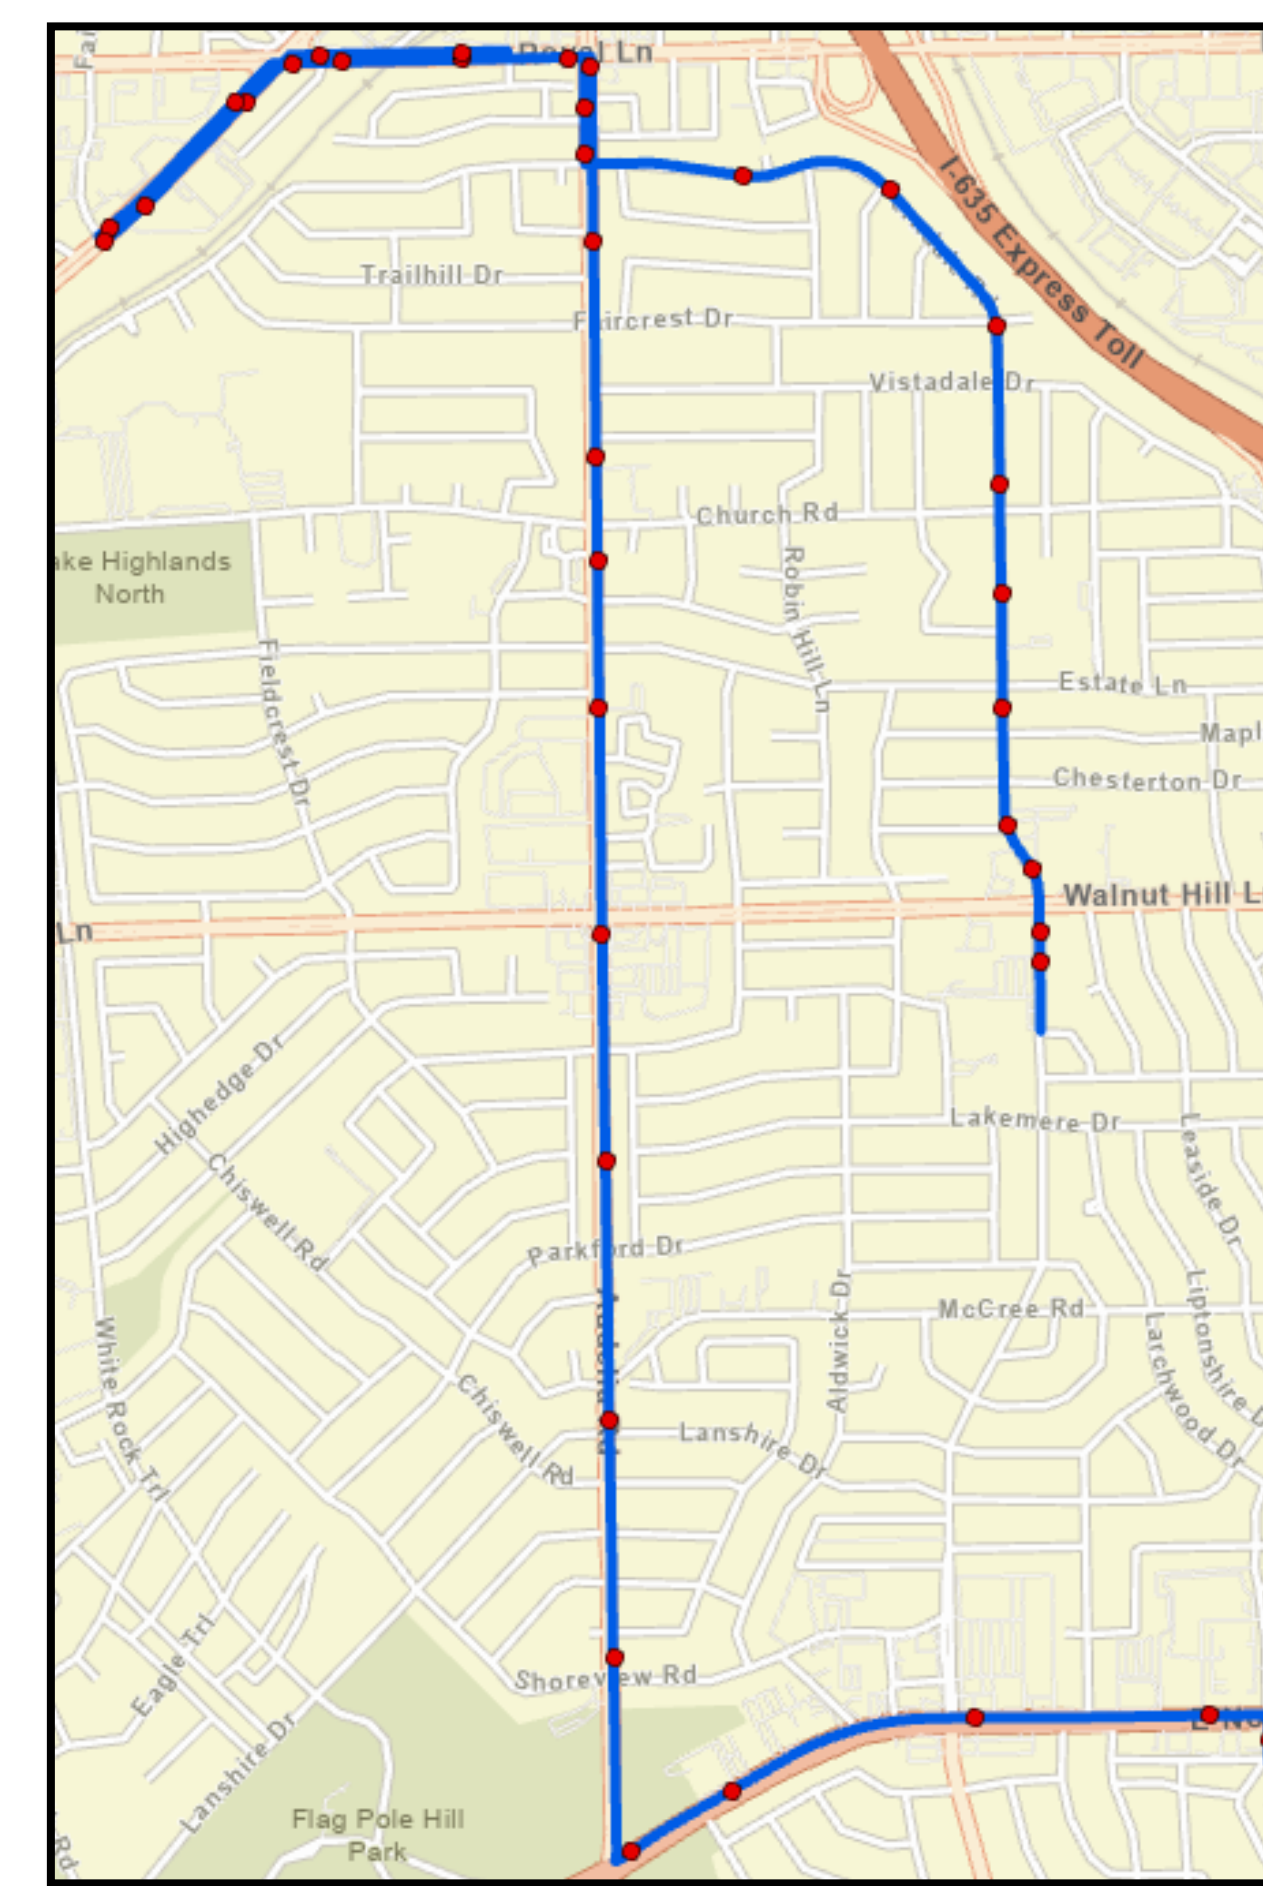 Fai
Royal Ln
I-635 Express Toll
Trailhill Dr
Faircrest Dr
Vistadale Dr
Church Rd
Lake Highlands
North
Robin Hill Ln
Fieldcrest Dr
Estate Ln
Mapl
Chesterton Dr
Walnut Hill L
Ln
Highedge Dr
Lakemere Dr
Leaside Dr
Chiswell Rd
Parkford Dr
McCree Rd
Aldwick Dr
Liptonshire D
Larchwood Dr
White Rock Trl
Chiswell Rd
Lanshire Dr
Shoreview Rd
Eagle Trl
Lanshire Dr
Flag Pole Hill
Park
Rd